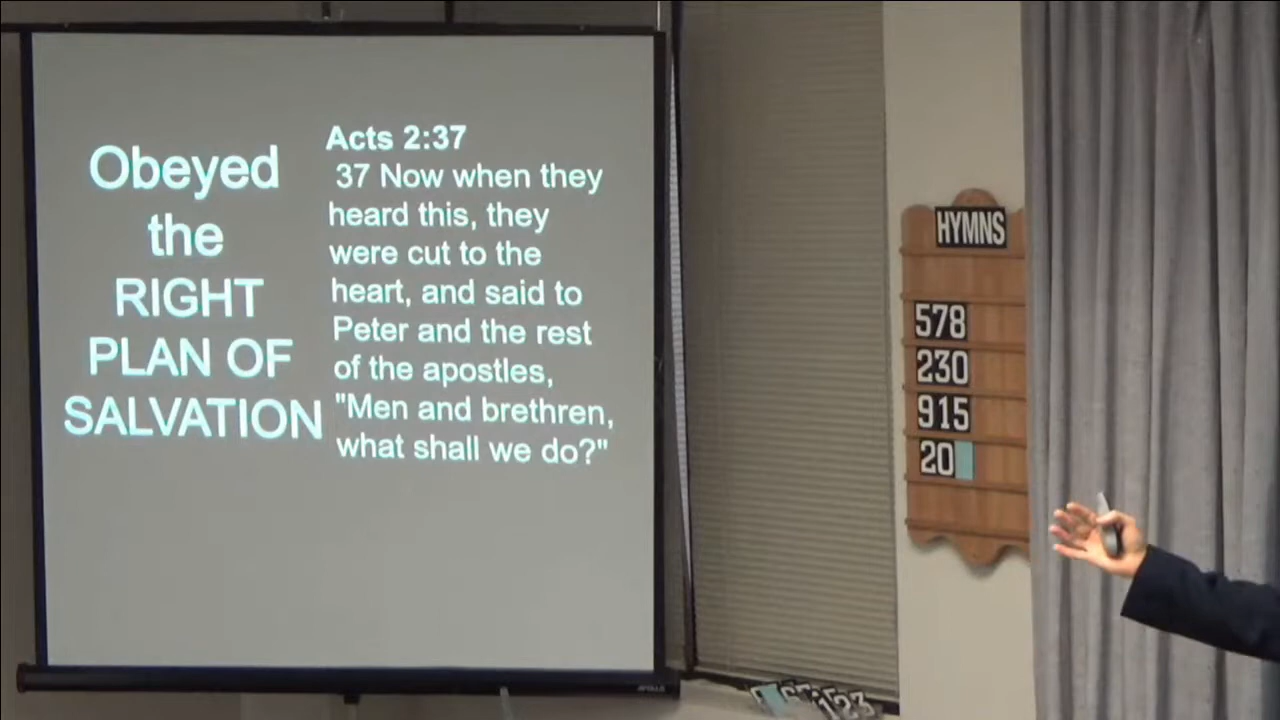 Obeyed
the
RIGHT
PLAN OF
SALVATION
Acts 2:37
37 Now when they
heard this, they
were cut to the
heart, and said to
Peter and the rest
of the apostles,
"Men and brethren,
what shall we do?"
HYMNS
578
230
915
20
APOLLO